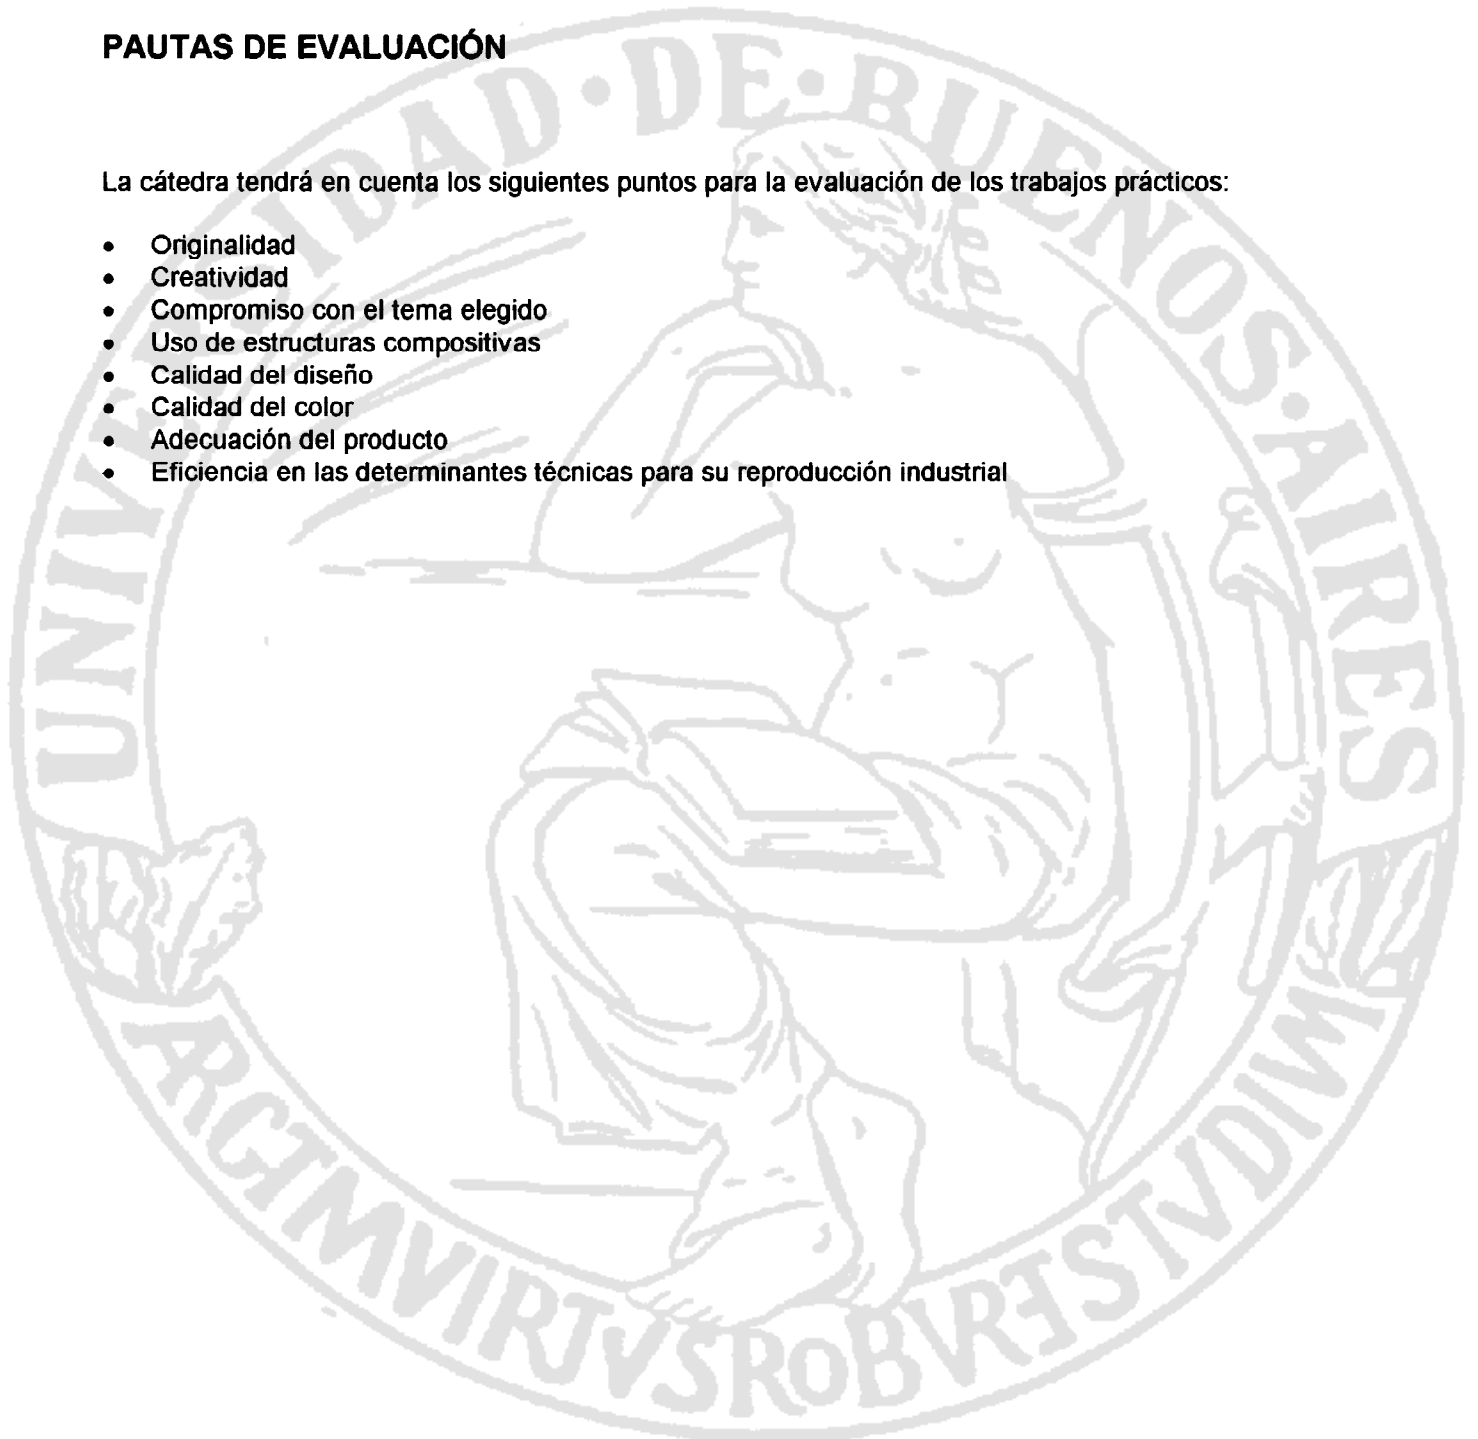 PAUTAS DE EVALUACIÓN
La cátedra tendrá en cuenta los siguientes puntos para la evaluación de los trabajos prácticos:
• Originalidad
• Creatividad
• Compromiso con el tema elegido
• Uso de estructuras compositivas
• Calidad del diseño
• Calidad del color
• Adecuación del producto
• Eficiencia en las determinantes técnicas para su reproducción industrial
UNIVERSIDAD·DE·BUENOS·AIRES
ARGTMVIRTVSROBVRESTVDIVM